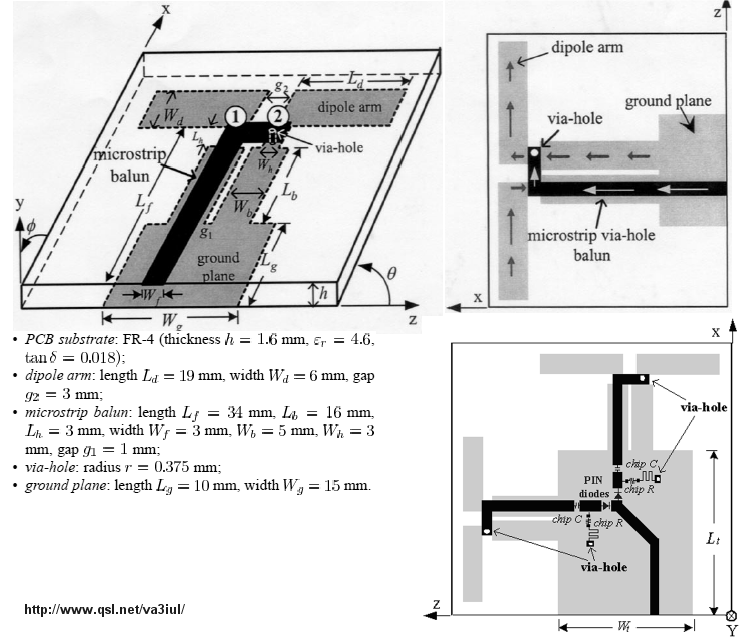 x
L_d
g_2
W_d
1
2
dipole arm
L_h
via-hole
microstrip
balun
W_h
L_f
W_b
L_b
y
ϕ
g_1
ground
plane
L_g
θ
W_f
h
W_g
z
z
dipole arm
ground plane
via-hole
microstrip via-hole
balun
x
• PCB substrate: FR-4 (thickness h = 1.6 mm, ε_r = 4.6,
tan δ = 0.018);
• dipole arm: length L_d = 19 mm, width W_d = 6 mm, gap
g_2 = 3 mm;
• microstrip balun: length L_f = 34 mm, L_b = 16 mm,
L_h = 3 mm, width W_f = 3 mm, W_b = 5 mm, W_h = 3
mm, gap g_1 = 1 mm;
• via-hole: radius r = 0.375 mm;
• ground plane: length L_g = 10 mm, width W_g = 15 mm.
X
via-hole
chip C
PIN
diodes
chip R
chip C
chip R
L_t
via-hole
z
W_t
Y
http://www.qsl.net/va3iul/